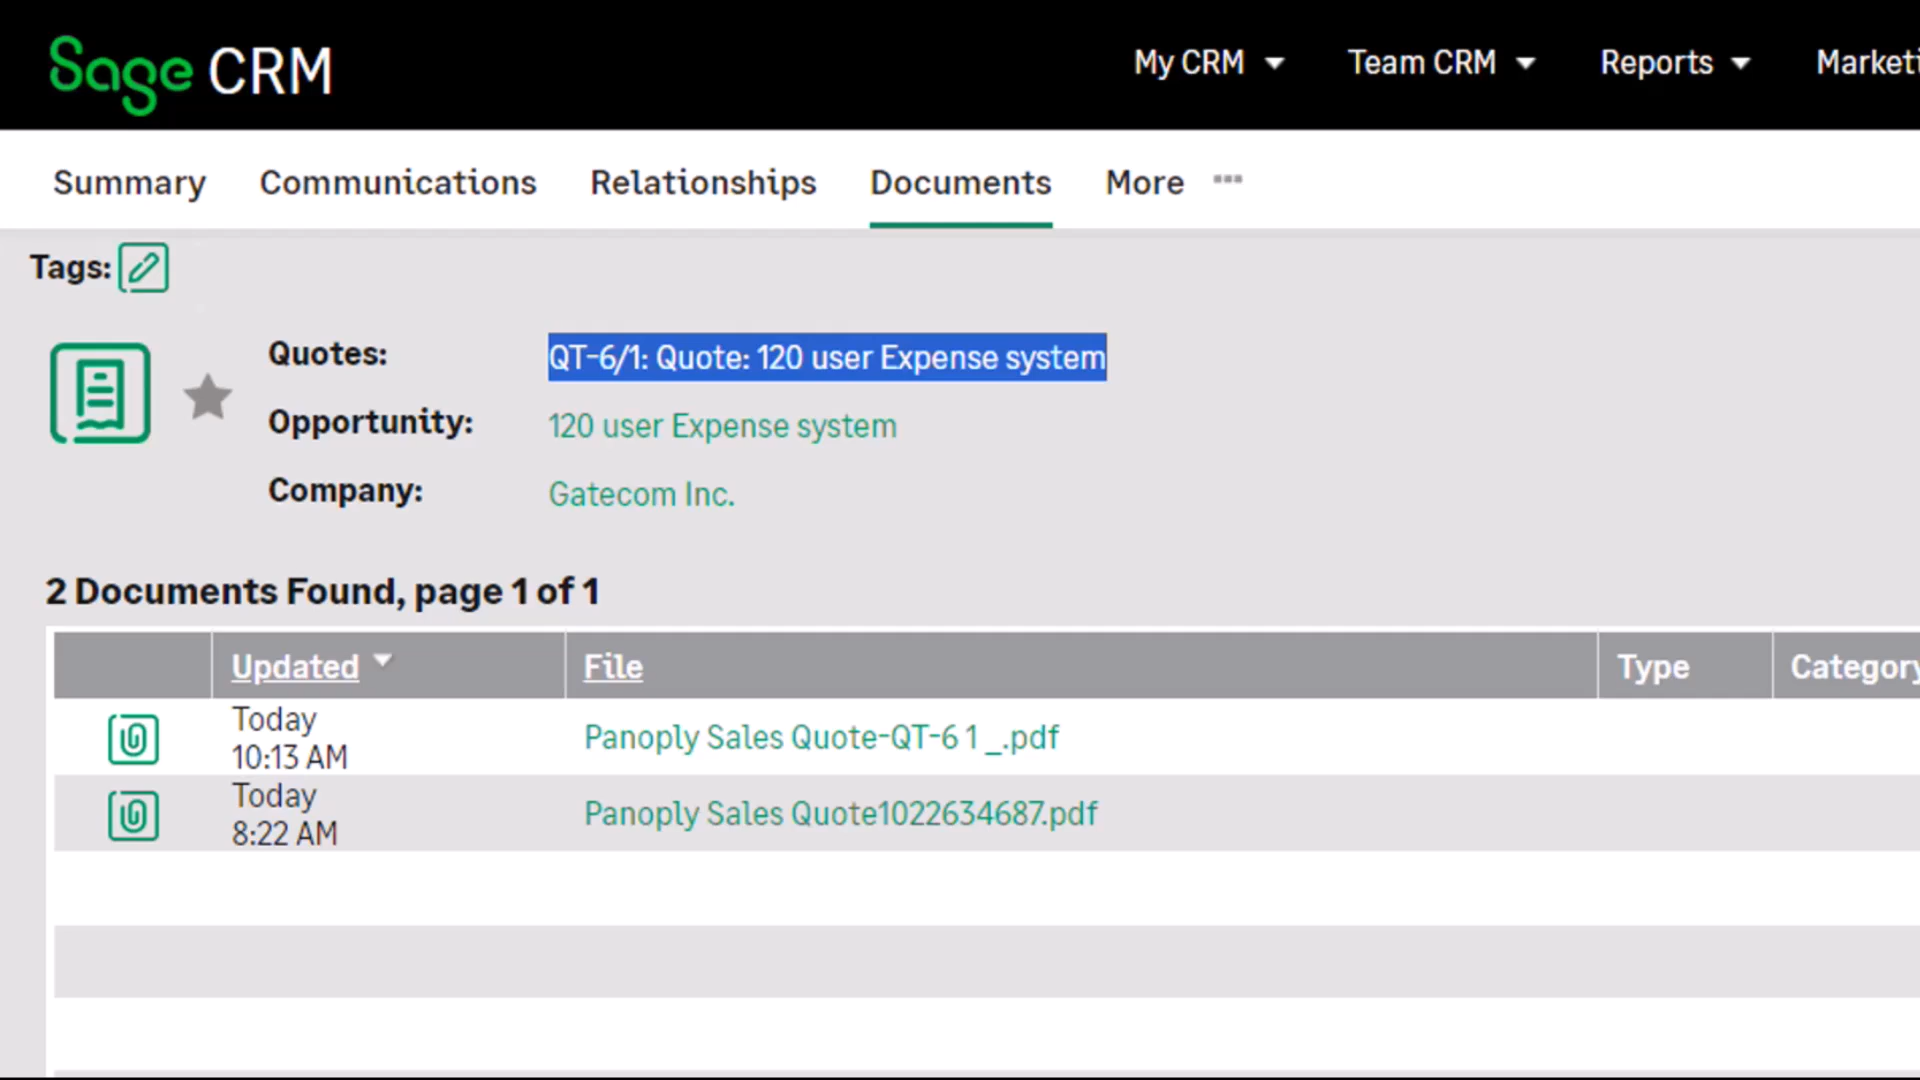 Sage CRM
My CRM Team CRM Reports Marketi
Summary Communications Relationships Documents More
Tags:
Quotes: QT-6/1: Quote: 120 user Expense system
Opportunity: 120 user Expense system
Company: Gatecom Inc.
2 Documents Found, page 1 of 1
Updated File Type Category
Today
10:13 AM
Panoply Sales Quote-QT-6 1 _.pdf
Today
8:22 AM
Panoply Sales Quote1022634687.pdf